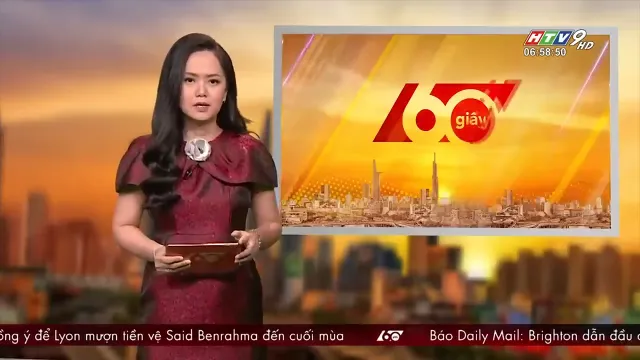 HTV9 HD
06:58:50
60 giây
ồng ý để Lyon mượn tiền vệ Said Benrahma đến cuối mùa 60 Báo Daily Mail: Brighton dẫn đầu